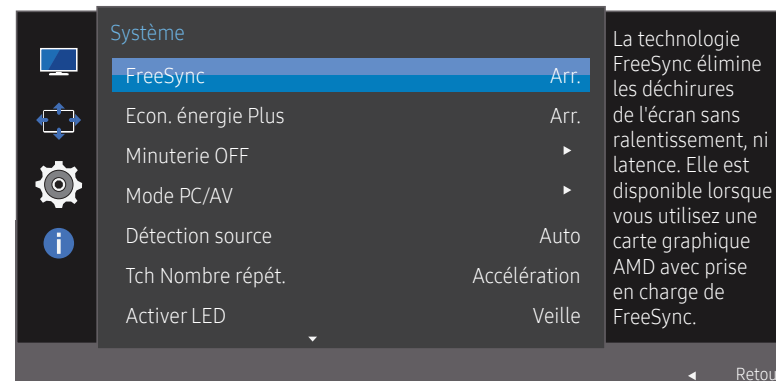 Système
FreeSync Arr.
Econ. énergie Plus Arr.
Minuterie OFF
Mode PC/AV
Détection source Auto
Tch Nombre répét. Accélération
Activer LED Veille
La technologie
FreeSync élimine
les déchirures
de l'écran sans
ralentissement, ni
latence. Elle est
disponible lorsque
vous utilisez une
carte graphique
AMD avec prise
en charge de
FreeSync.
Retou